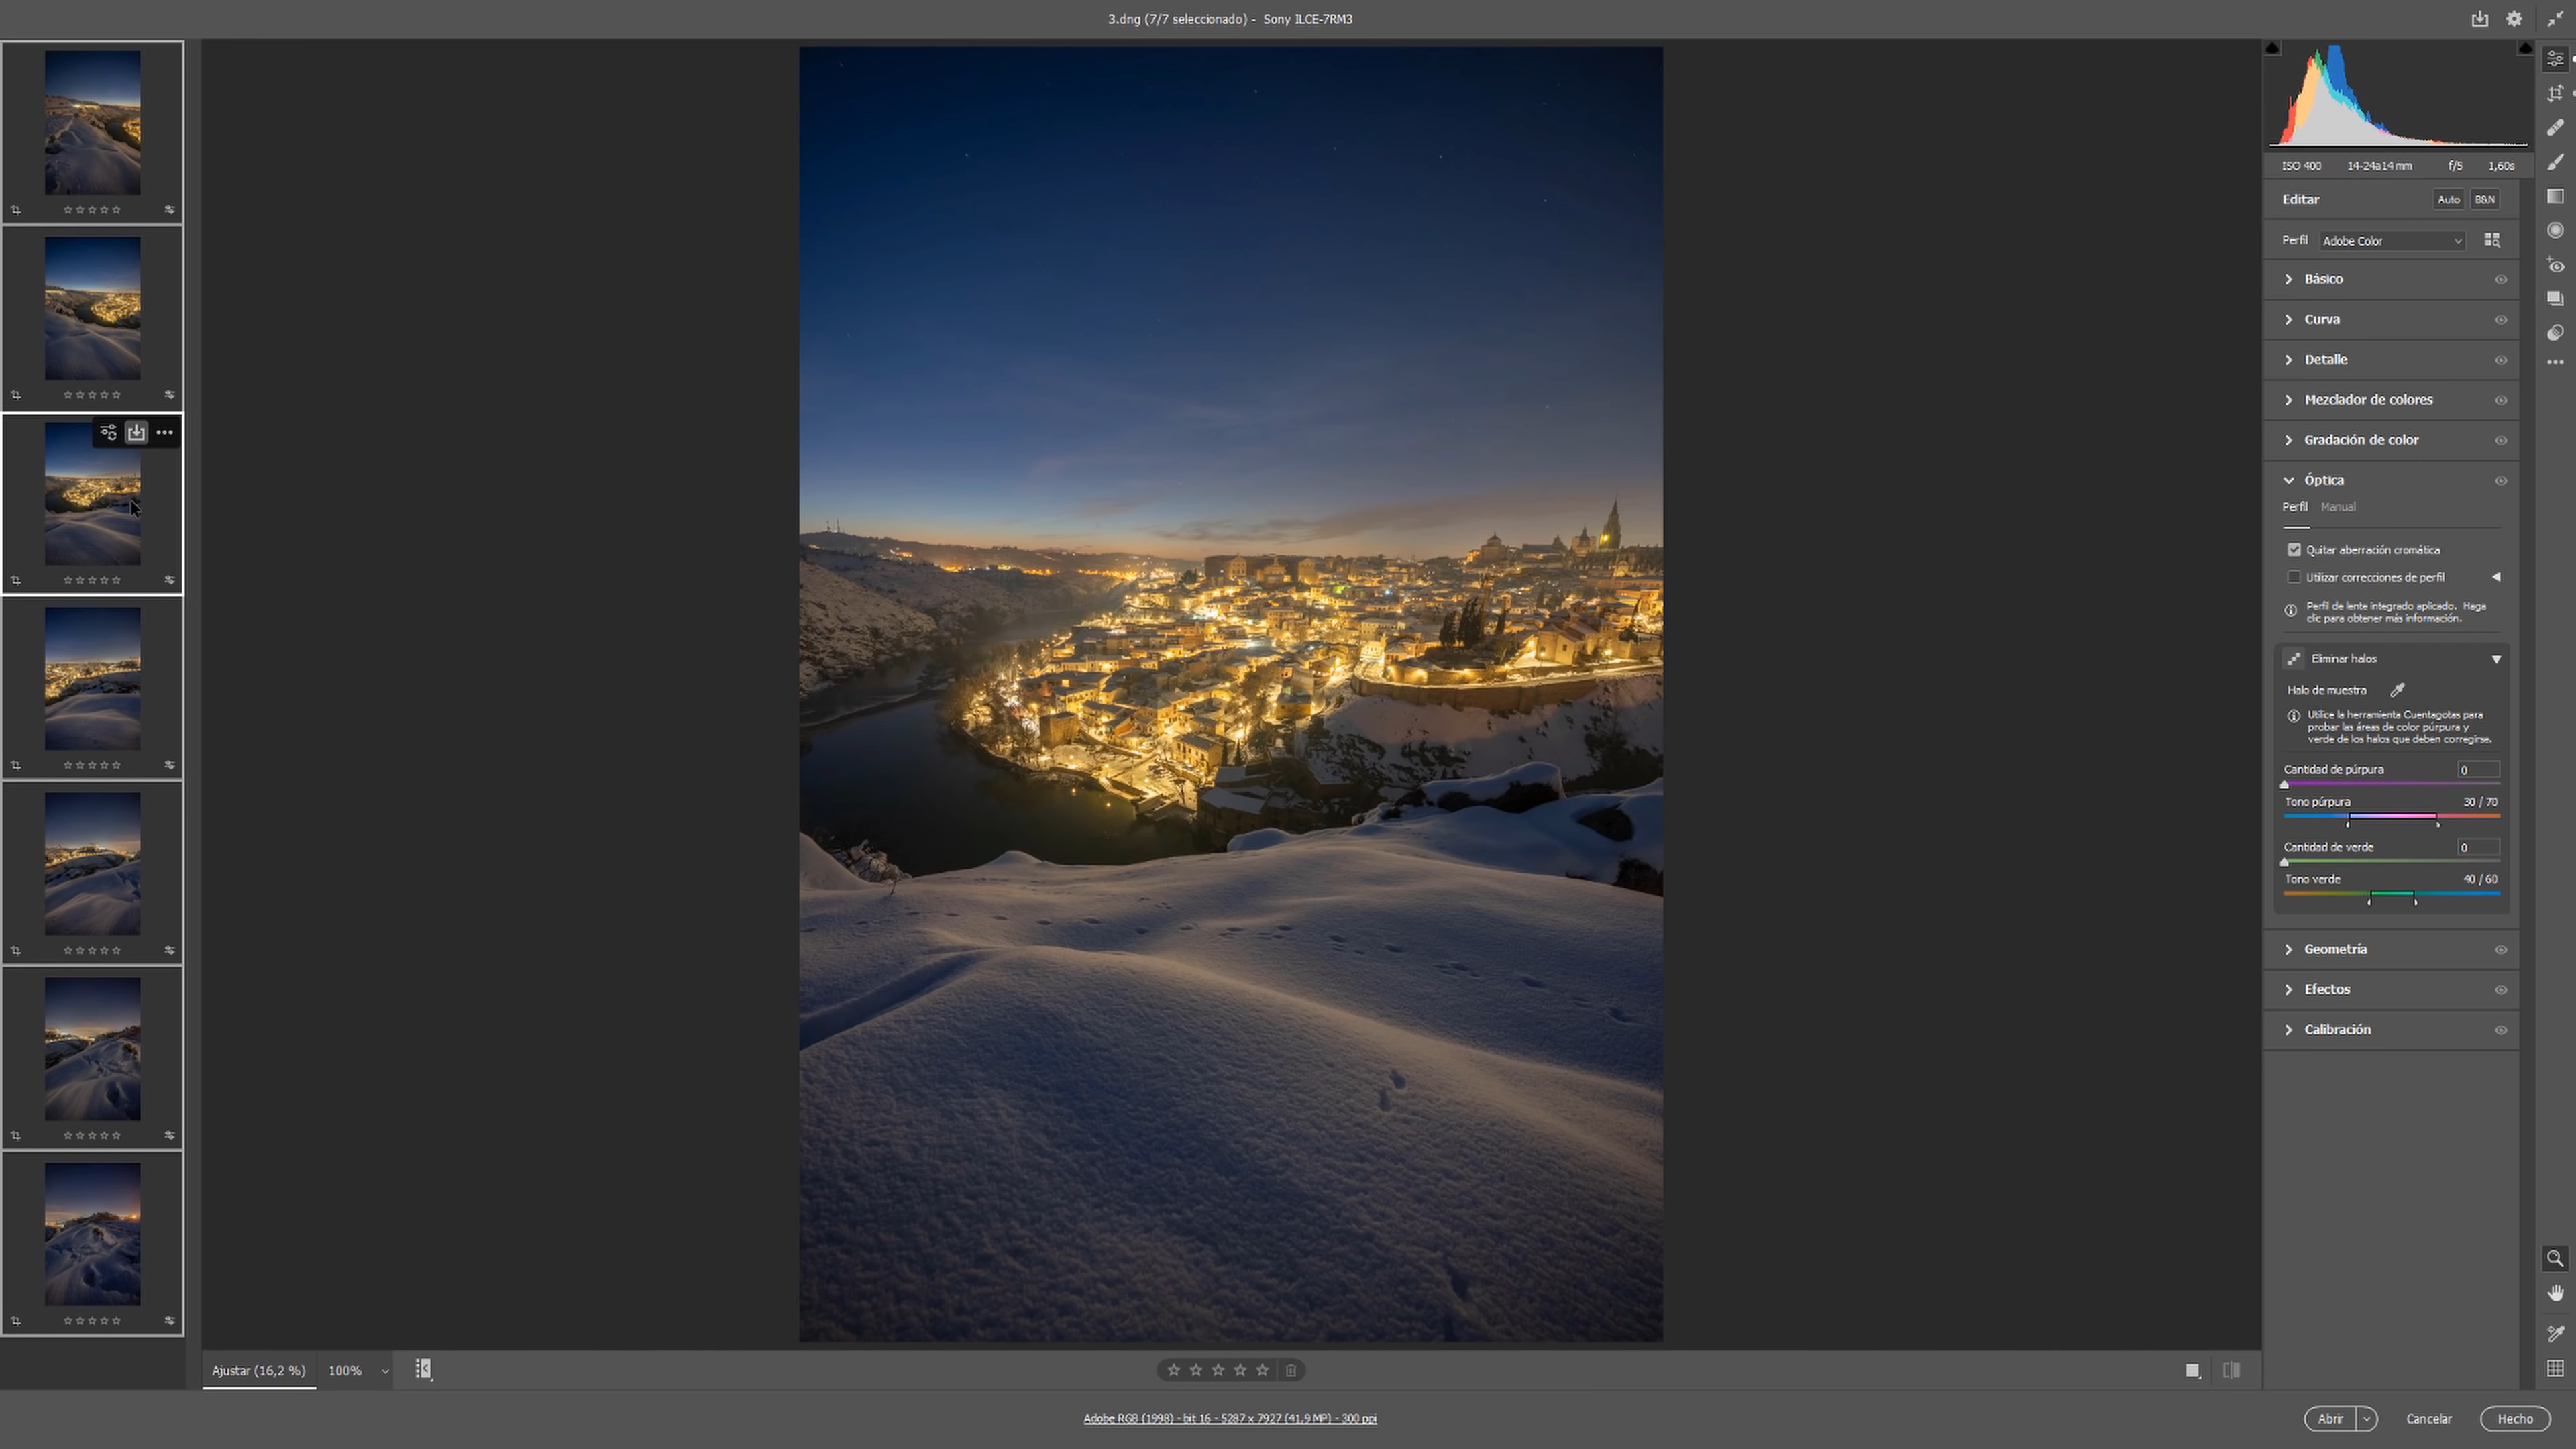 3.dng (7/7 seleccionado) - Sony ILCE-7RM3
ISO 400 14-24a14 mm f/5 1,60s
Editar Auto B&N
Perfil Adobe Color
Básico
Curva
Detalle
Mezclador de colores
Gradación de color
Óptica
Perfil Manual
Quitar aberración cromática
Utilizar correcciones de perfil
Perfil de lente integrado aplicado. Haga
clic para obtener más información.
Eliminar halos
Halo de muestra
Utilice la herramienta Cuentagotas para
probar las áreas de color púrpura y
verde de los halos que deben corregirse.
Cantidad de púrpura 0
Tono púrpura 30 / 70
Cantidad de verde 0
Tono verde 40 / 60
Geometría
Efectos
Calibración
Ajustar (16,2 %) 100%
Adobe RGB (1998) - bit 16 - 5287 x 7927 (41,9 MP) - 300 ppi
Abrir Cancelar Hecho